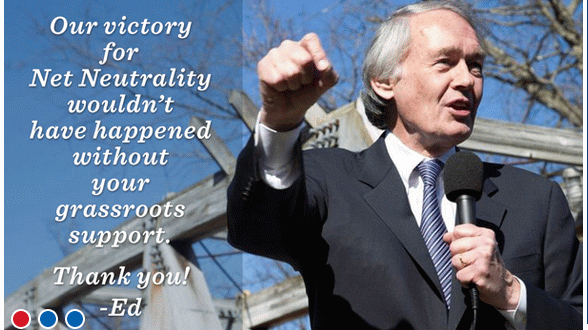 Our victory
for
Net Neutrality
wouldn't
have happened
without
your
grassroots
support.
Thank you!
-Ed